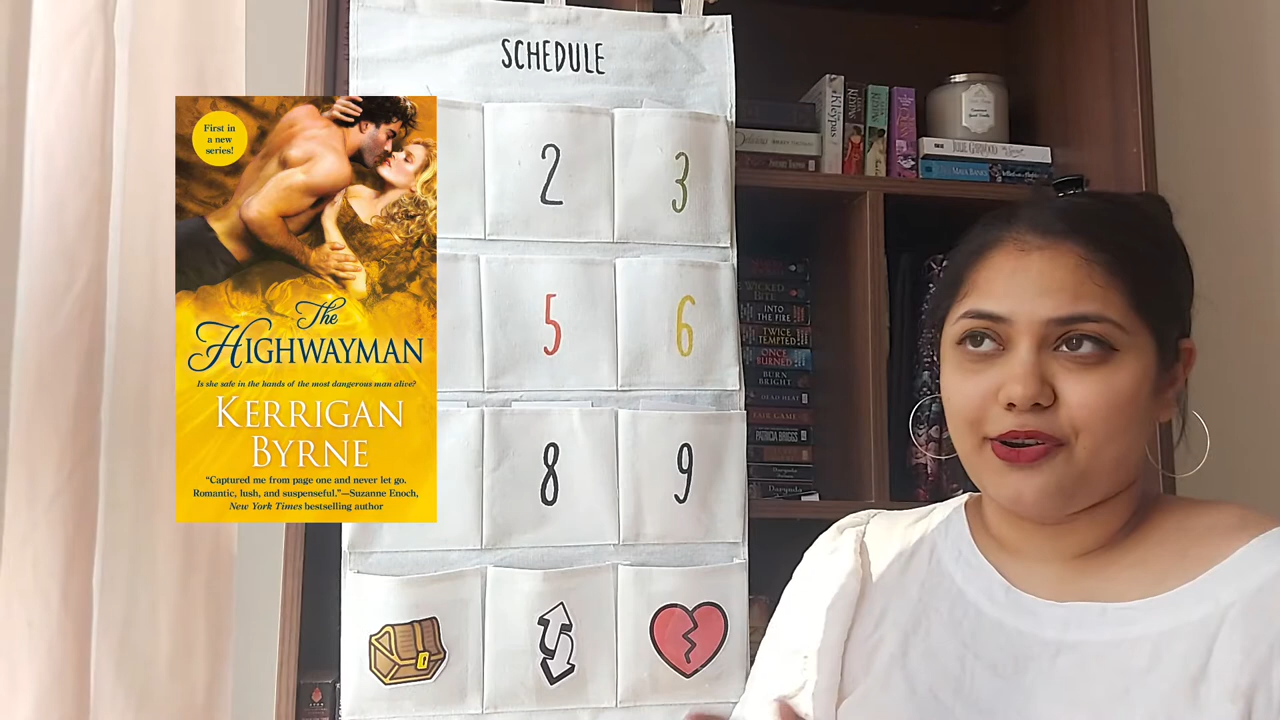 SCHEDULE
2
3
5
6
8
9
First in
a new
series!
The
HIGHWAYMAN
Is she safe in the hands of the most dangerous man alive?
KERRIGAN
BYRNE
"Captured me from page one and never let go.
Romantic, lush, and suspenseful."—Suzanne Enoch,
New York Times bestselling author
Kleypas
JULIE GARWOOD
MAYA BANKS
WICKED
BITE
INTO
THE FIRE
TWICE
TEMPTED
ONCE
BURNED
BURN
BRIGHT
DEAD HEAT
FAIR GAME
PATRICIA BRIGGS